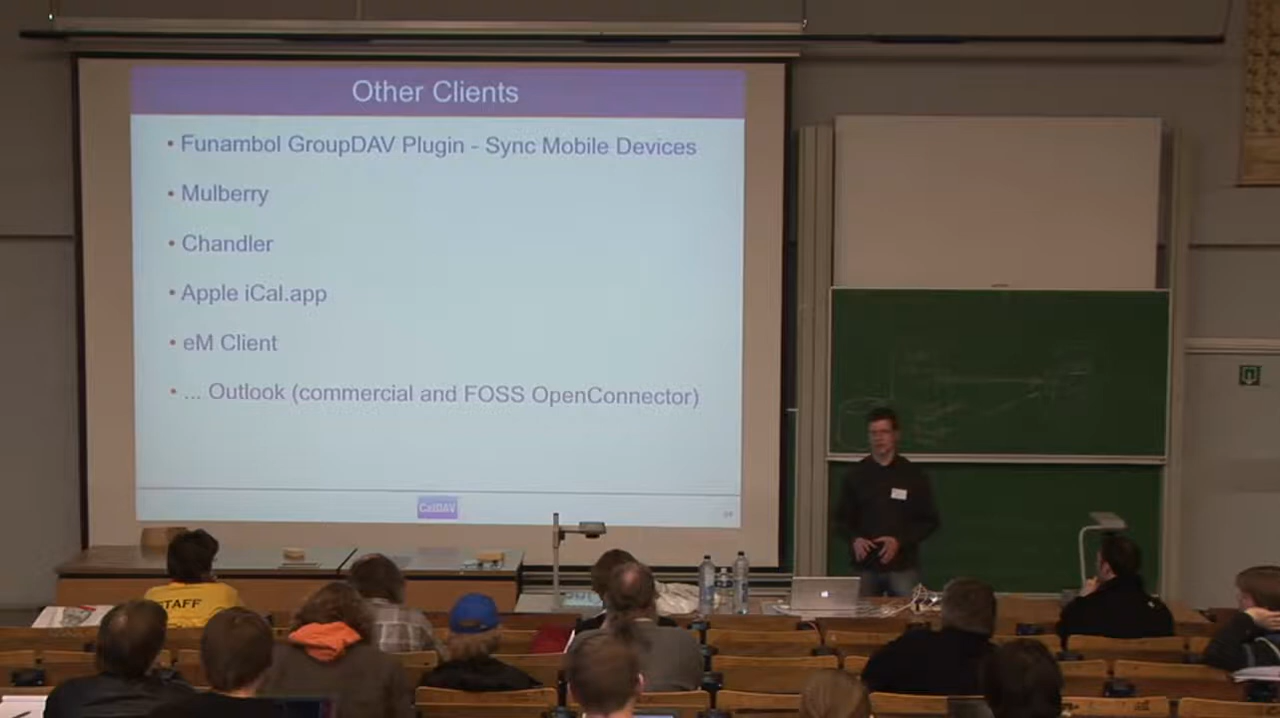 Other Clients
• Funambol GroupDAV Plugin - Sync Mobile Devices
• Mulberry
• Chandler
• Apple iCal.app
• eM Client
• ... Outlook (commercial and FOSS OpenConnector)
CalDAV
STAFF